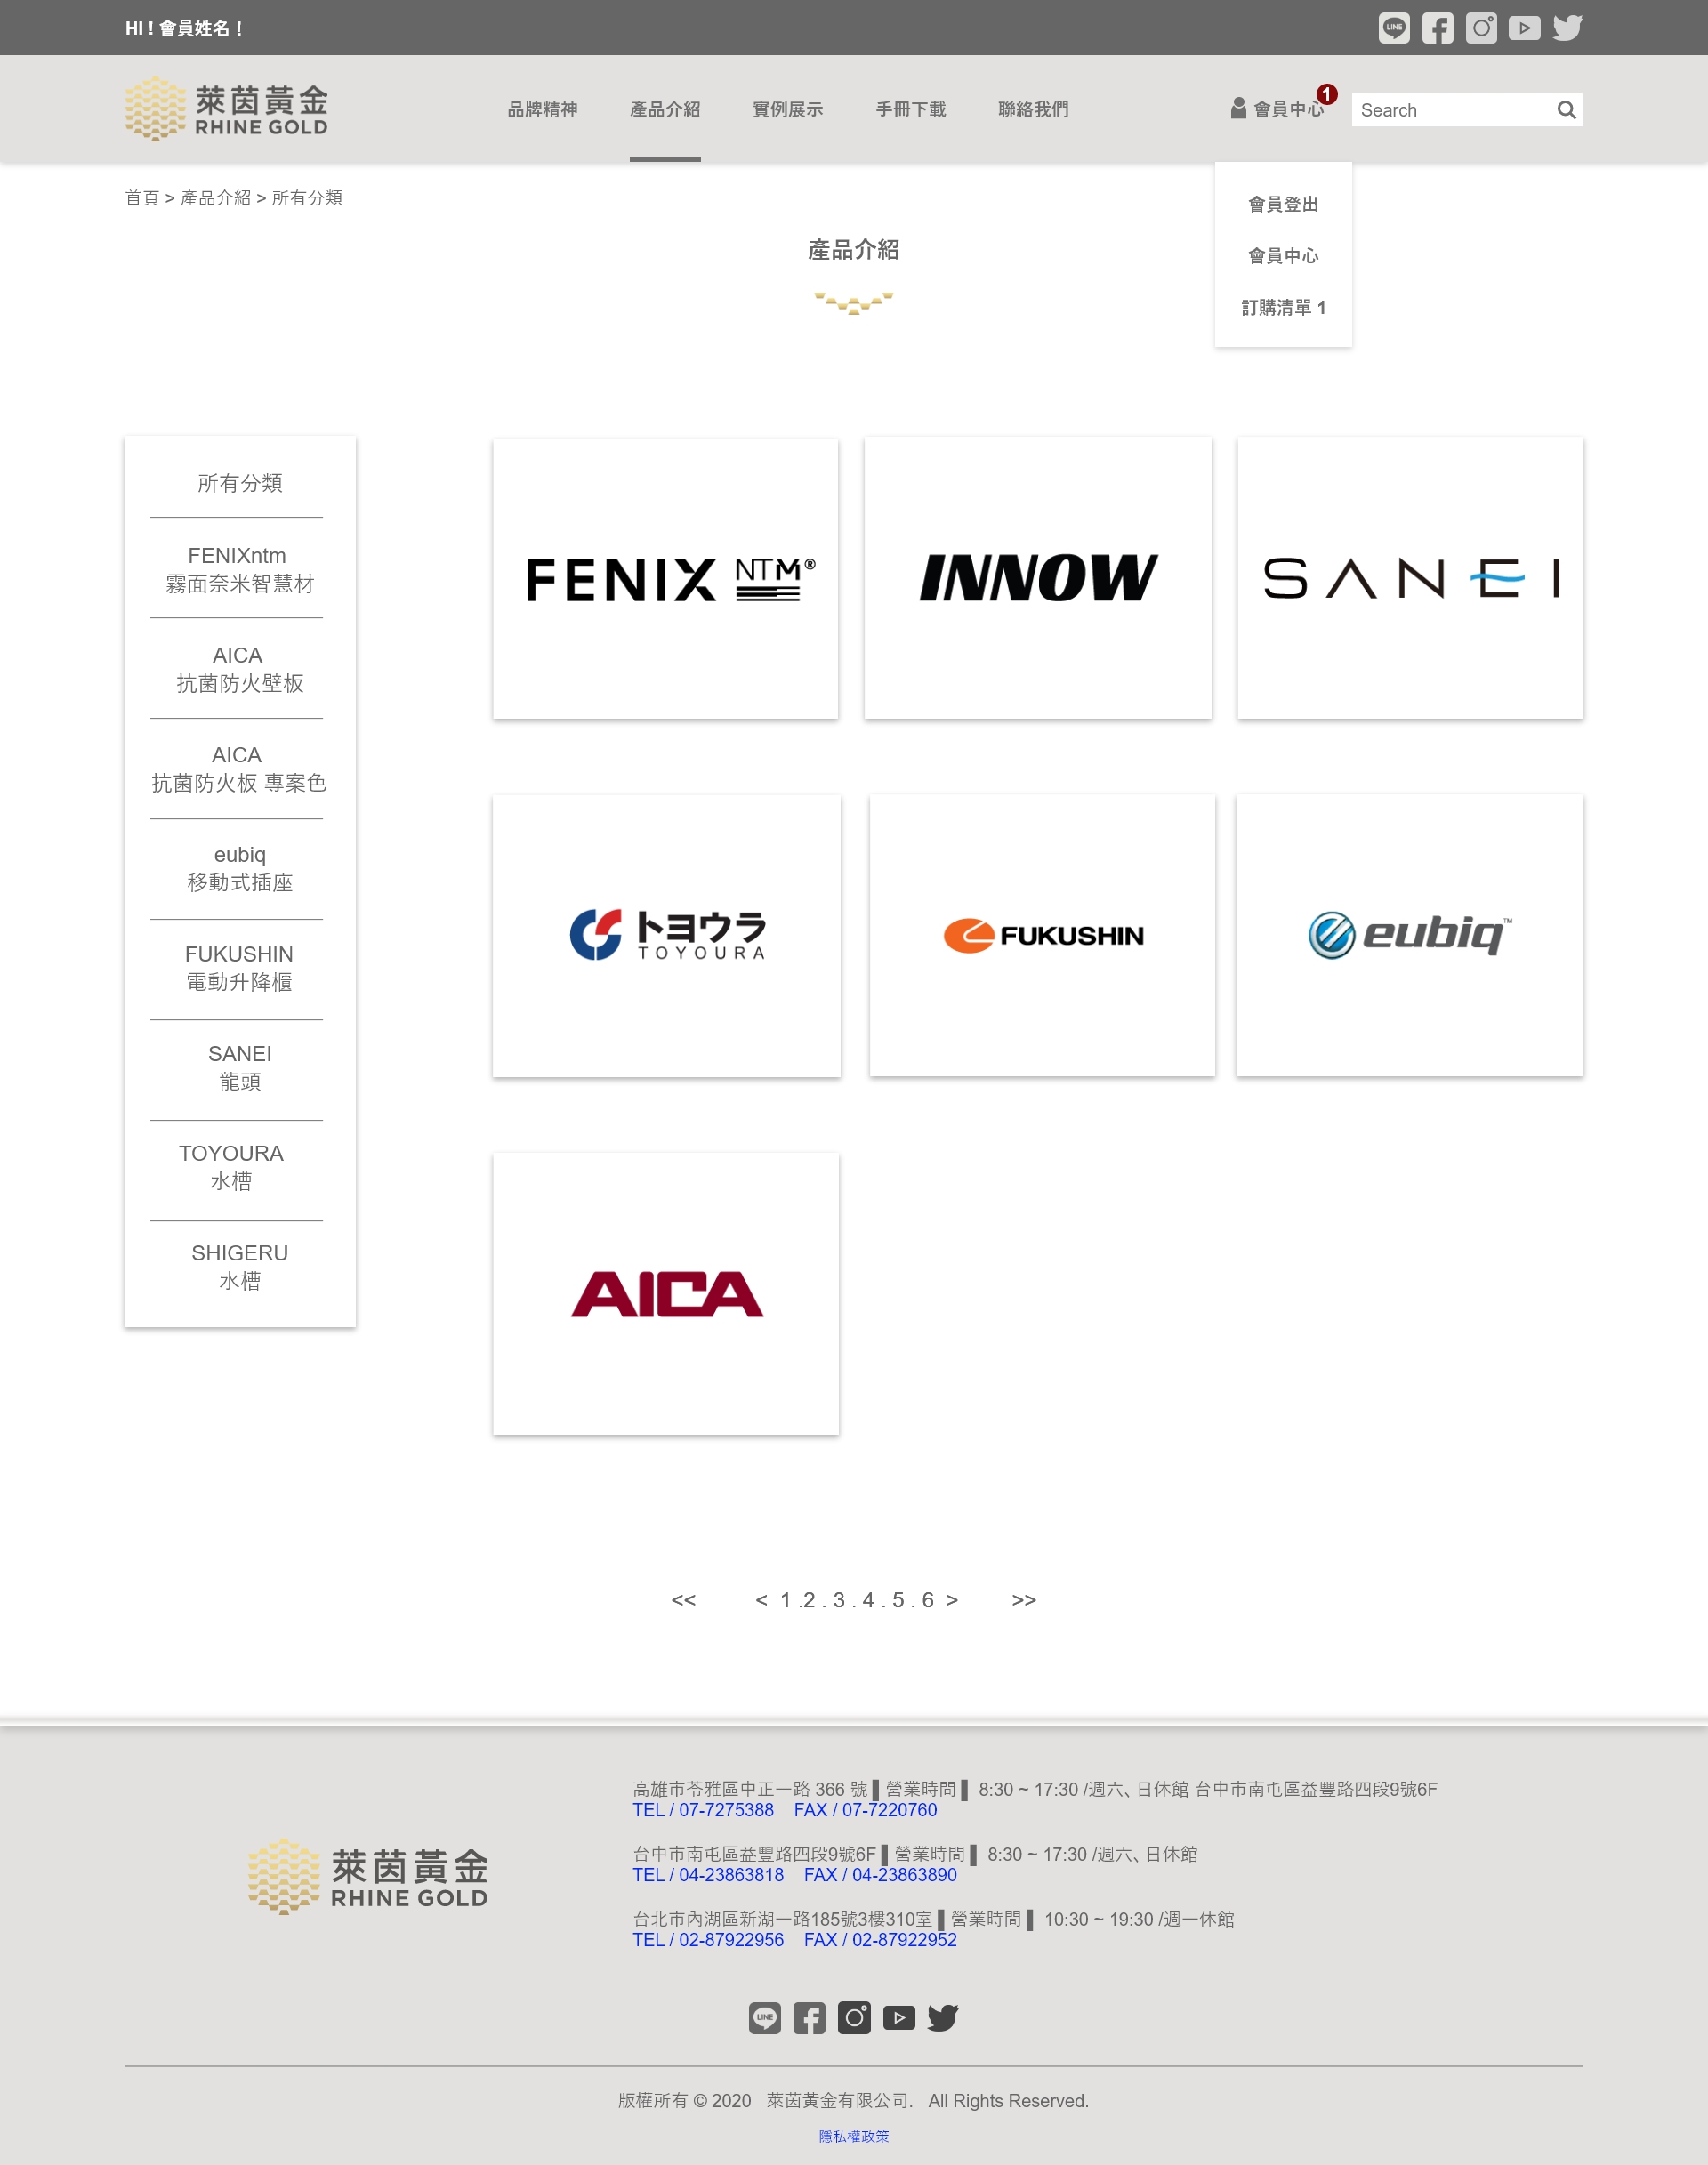 HI ! 會員姓名 !
LINE
萊茵黃金
RHINE GOLD
品牌精神
產品介紹
實例展示
手冊下載
聯絡我們
會員中心
1
Search
首頁 > 產品介紹 > 所有分類
會員登出
會員中心
訂購清單 1
產品介紹
所有分類
FENIXntm
霧面奈米智慧材
AICA
抗菌防火壁板
AICA
抗菌防火板 專案色
eubiq
移動式插座
FUKUSHIN
電動升降櫃
SANEI
龍頭
TOYOURA
水槽
SHIGERU
水槽
FENIX NTM®
INNOW
SANEI
トヨウラ
TOYOURA
FUKUSHIN
eubiq™
AICA
<< < 1 .2 . 3 . 4 . 5 . 6 > >>
萊茵黃金
RHINE GOLD
高雄市苓雅區中正一路 366 號 ▌營業時間 ▌ 8:30 ~ 17:30 /週六、日休館 台中市南屯區益豐路四段9號6F
TEL / 07-7275388 FAX / 07-7220760
台中市南屯區益豐路四段9號6F ▌營業時間 ▌ 8:30 ~ 17:30 /週六、日休館
TEL / 04-23863818 FAX / 04-23863890
台北市內湖區新湖一路185號3樓310室 ▌營業時間 ▌ 10:30 ~ 19:30 /週一休館
TEL / 02-87922956 FAX / 02-87922952
LINE
版權所有 © 2020 萊茵黃金有限公司. All Rights Reserved.
隱私權政策